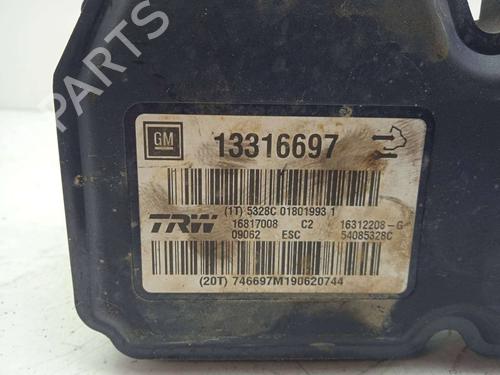 PARTS
GM 13316697
(1T) 5328C 01801993 1
TRW 16817008 C2 16312208-G
09062 ESC 54085328C
(20T) 746697M190620744